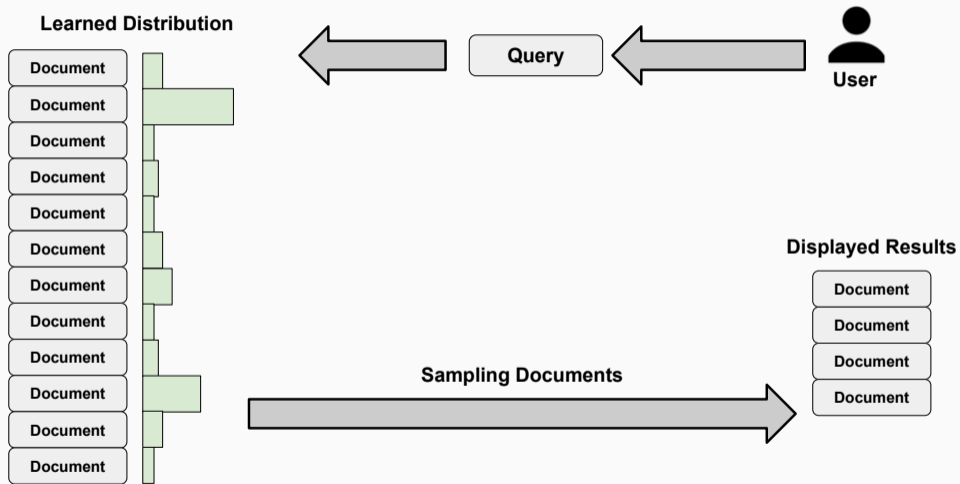 Learned Distribution
Document
Document
Document
Document
Document
Document
Document
Document
Document
Document
Document
Document
Query
User
Displayed Results
Document
Document
Document
Document
Sampling Documents